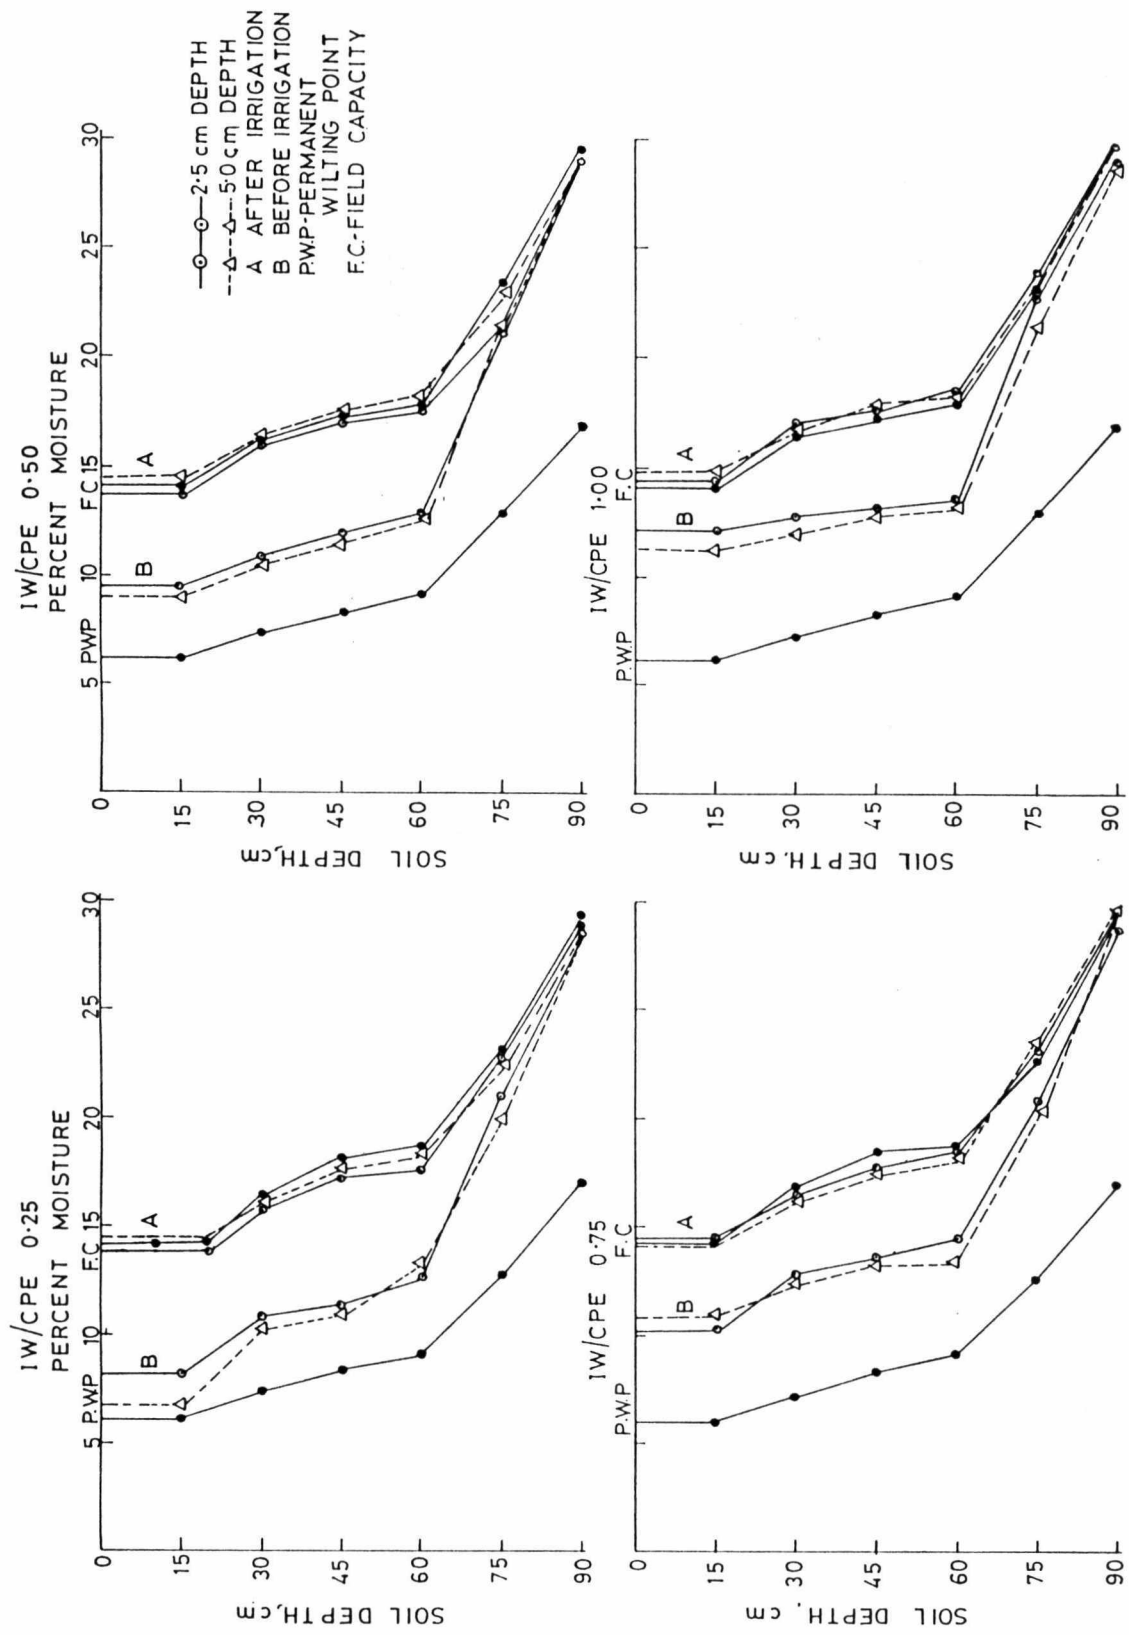 IW/CPE 0.25
PERCENT MOISTURE
5 P.W.P 10 F.C 15 20 25 30
B
A
0
15
30
45
60
75
90
SOIL DEPTH,cm
IW/CPE 0.50
PERCENT MOISTURE
5 PWP 10 F C 15 20 25 30
B
A
0
15
30
45
60
75
90
SOIL DEPTH,cm
2.5 cm DEPTH
5.0 cm DEPTH
A AFTER IRRIGATION
B BEFORE IRRIGATION
P.W.P-PERMANENT
WILTING POINT
F.C.-FIELD CAPACITY
IW/CPE 0.75
P.W.P F.C
B
A
0
15
30
45
60
75
90
SOIL DEPTH, cm
IW/CPE 1.00
P.W.P F.C
B
A
0
15
30
45
60
75
90
SOIL DEPTH,cm